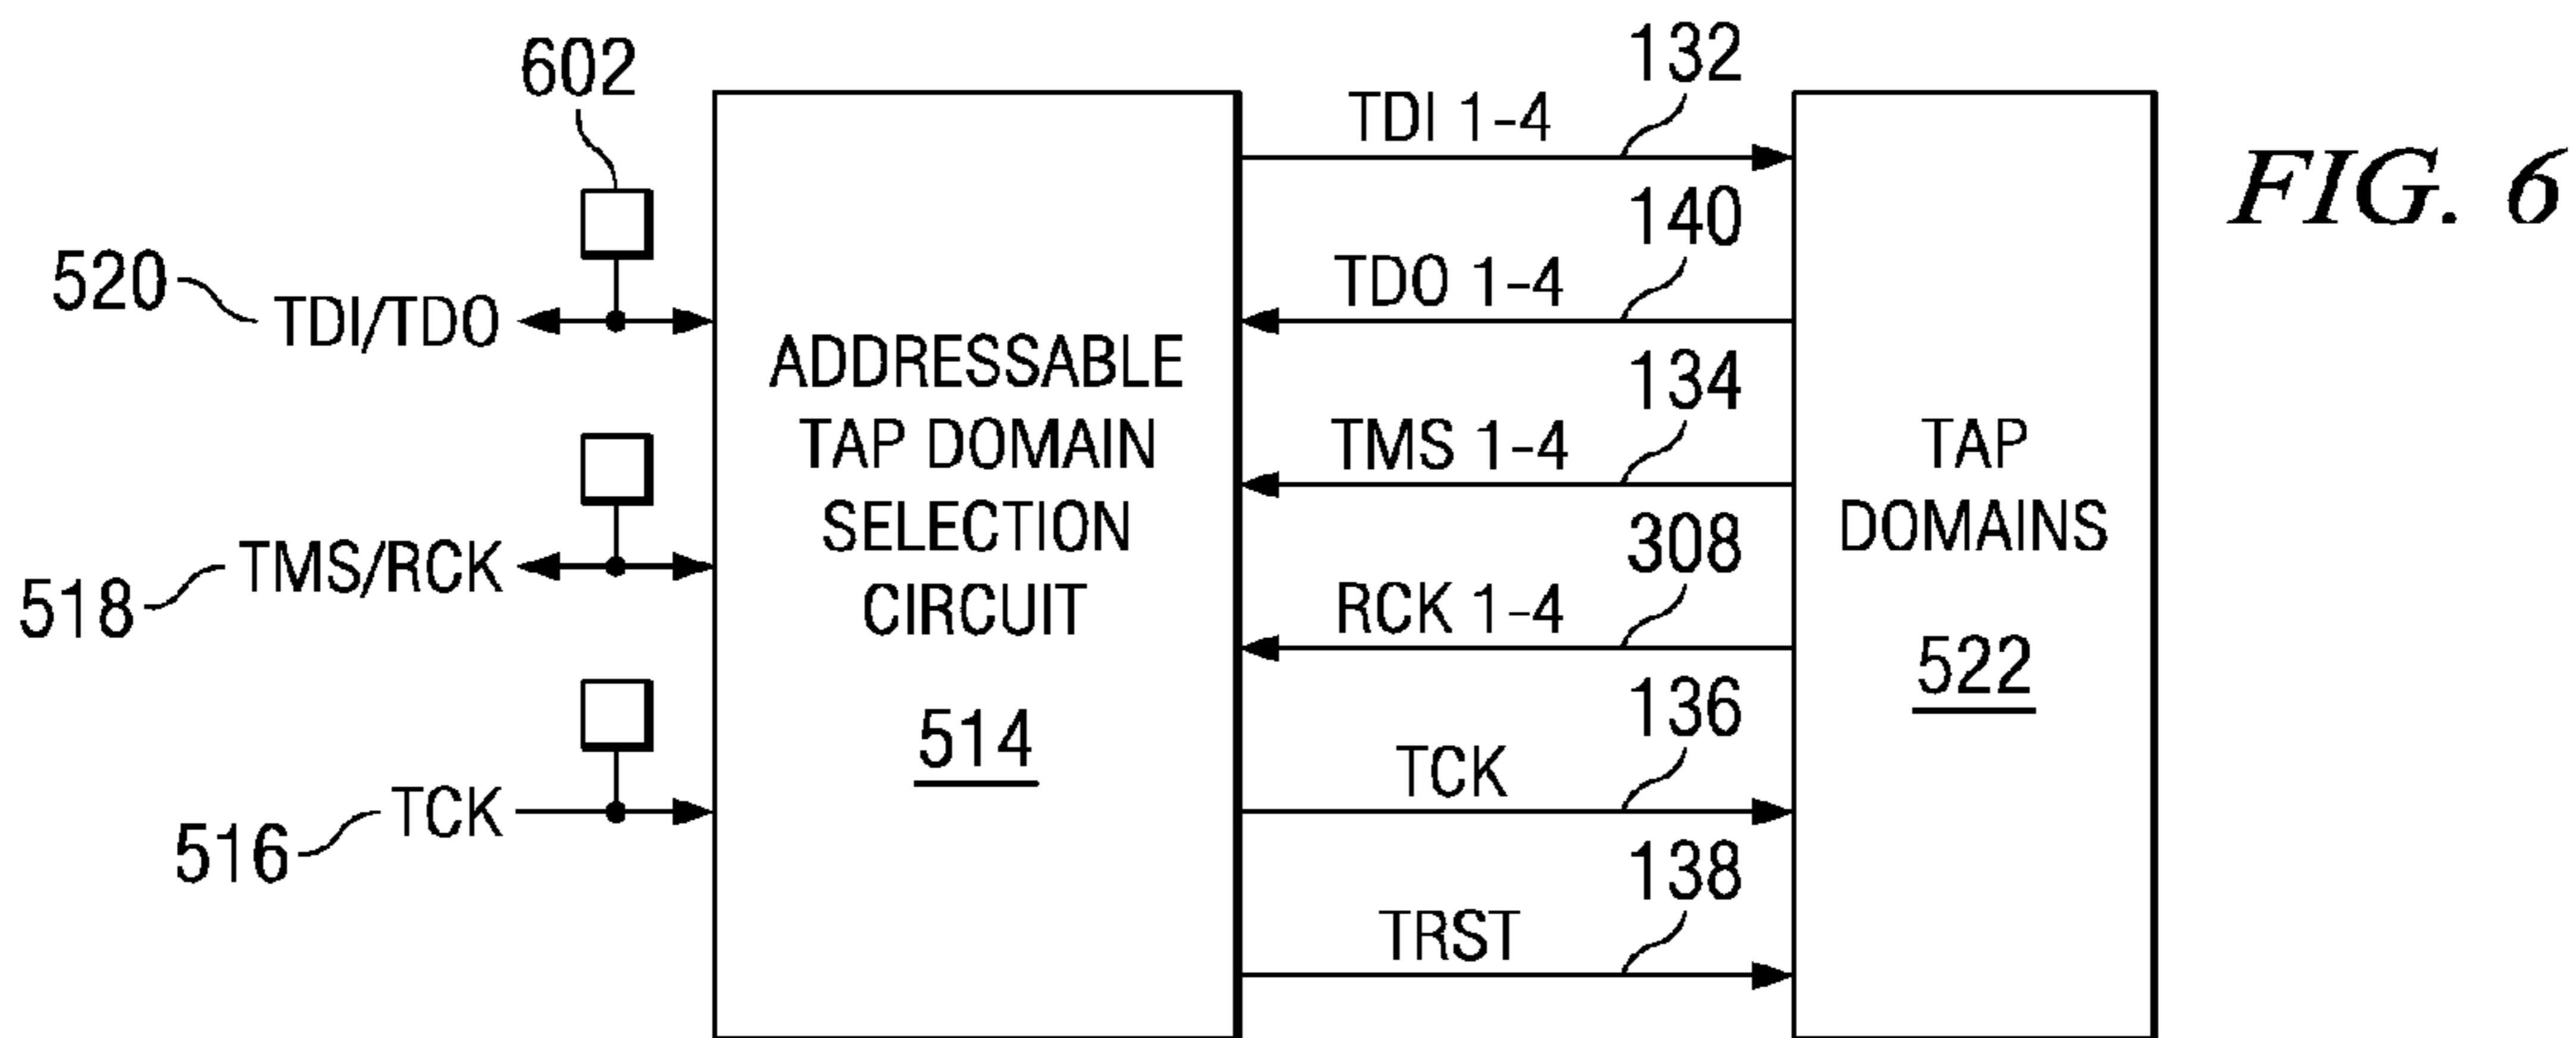 602
520
TDI/TDO
518
TMS/RCK
516
TCK
ADDRESSABLE
TAP DOMAIN
SELECTION
CIRCUIT
514
TDI 1-4
132
TDO 1-4
140
TMS 1-4
134
RCK 1-4
308
TCK
136
TRST
138
TAP
DOMAINS
522
FIG. 6